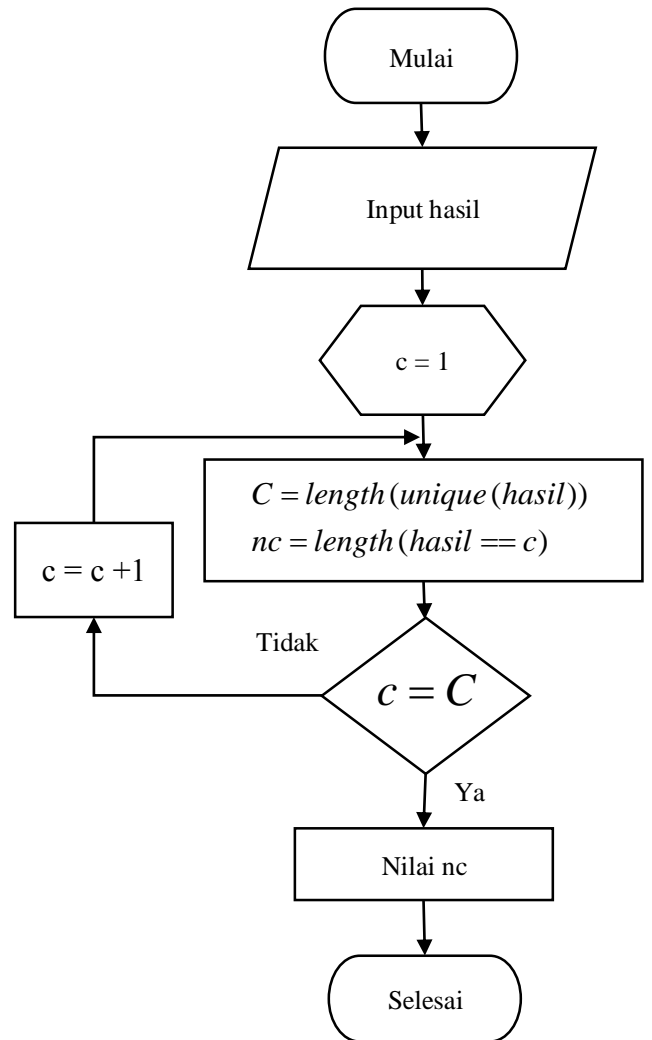 Mulai
Input hasil
c = 1
C = length(unique(hasil))
nc = length(hasil == c)
c = c +1
Tidak
c = C
Ya
Nilai nc
Selesai